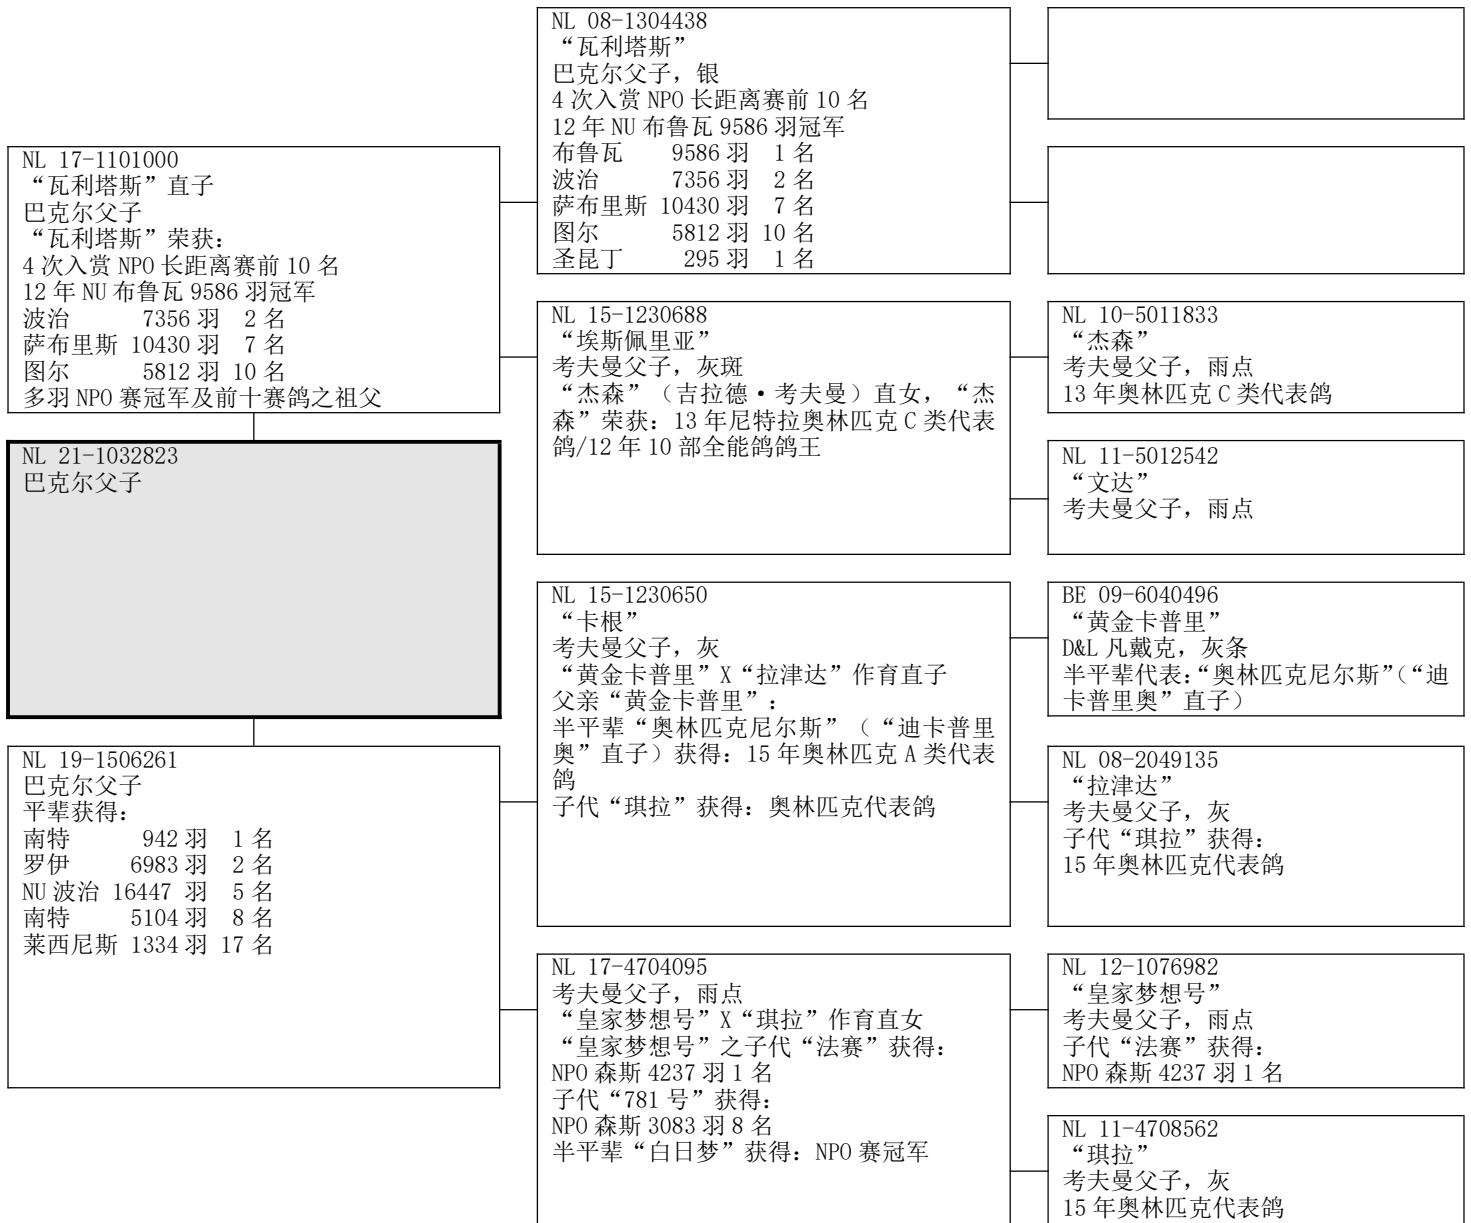 NL 17-1101000
“瓦利塔斯”直子
巴克尔父子
“瓦利塔斯”荣获：
4 次入赏 NPO 长距离赛前 10 名
12 年 NU 布鲁瓦 9586 羽冠军
波治 7356 羽 2 名
萨布里斯 10430 羽 7 名
图尔 5812 羽 10 名
多羽 NPO 赛冠军及前十赛鸽之祖父
NL 21-1032823
巴克尔父子
NL 19-1506261
巴克尔父子
平辈获得：
南特 942 羽 1 名
罗伊 6983 羽 2 名
NU 波治 16447 羽 5 名
南特 5104 羽 8 名
莱西尼斯 1334 羽 17 名
NL 08-1304438
“瓦利塔斯”
巴克尔父子，银
4 次入赏 NPO 长距离赛前 10 名
12 年 NU 布鲁瓦 9586 羽冠军
布鲁瓦 9586 羽 1 名
波治 7356 羽 2 名
萨布里斯 10430 羽 7 名
图尔 5812 羽 10 名
圣昆丁 295 羽 1 名
NL 15-1230688
“埃斯佩里亚”
考夫曼父子，灰斑
“杰森”（吉拉德·考夫曼）直女，“杰
森”荣获：13 年尼特拉奥林匹克 C 类代表
鸽/12 年 10 部全能鸽鸽王
NL 15-1230650
“卡根”
考夫曼父子，灰
“黄金卡普里”X“拉津达”作育直子
父亲“黄金卡普里”：
半平辈“奥林匹克尼尔斯”（“迪卡普里
奥”直子）获得：15 年奥林匹克 A 类代表
鸽
子代“琪拉”获得：奥林匹克代表鸽
NL 17-4704095
考夫曼父子，雨点
“皇家梦想号”X“琪拉”作育直女
“皇家梦想号”之子代“法赛”获得：
NPO 森斯 4237 羽 1 名
子代“781 号”获得：
NPO 森斯 3083 羽 8 名
半平辈“白日梦”获得：NPO 赛冠军
NL 10-5011833
“杰森”
考夫曼父子，雨点
13 年奥林匹克 C 类代表鸽
NL 11-5012542
“文达”
考夫曼父子，雨点
BE 09-6040496
“黄金卡普里”
D&L 凡戴克，灰条
半平辈代表：“奥林匹克尼尔斯”（“迪
卡普里奥”直子）
NL 08-2049135
“拉津达”
考夫曼父子，灰
子代“琪拉”获得：
15 年奥林匹克代表鸽
NL 12-1076982
“皇家梦想号”
考夫曼父子，雨点
子代“法赛”获得：
NPO 森斯 4237 羽 1 名
NL 11-4708562
“琪拉”
考夫曼父子，灰
15 年奥林匹克代表鸽